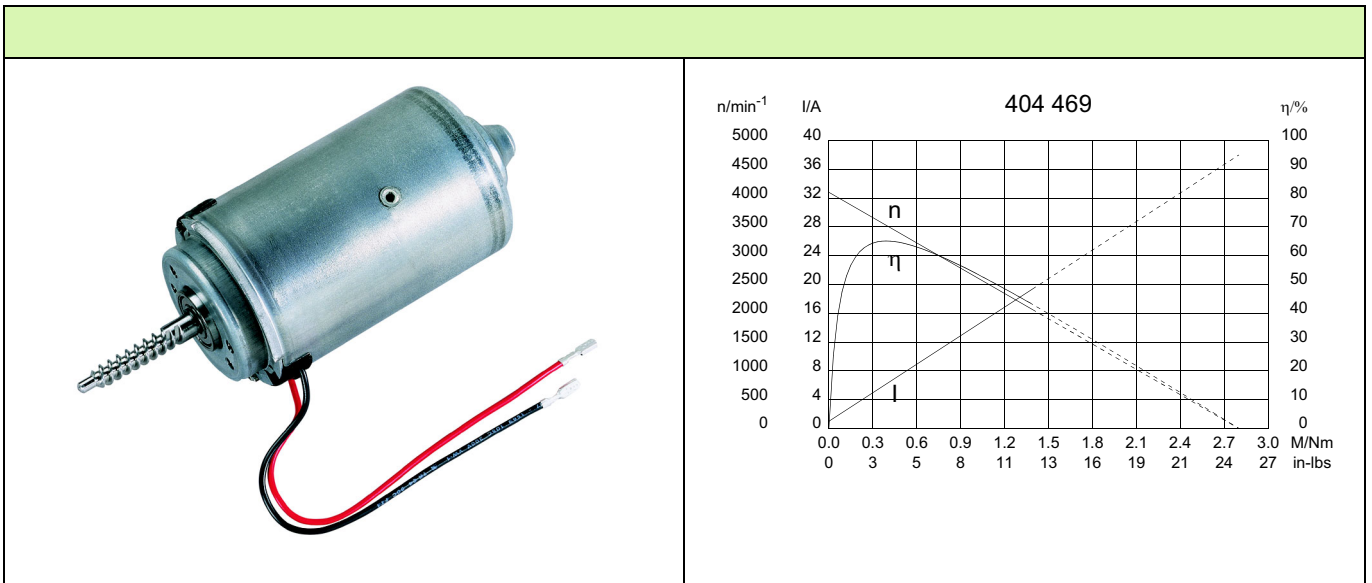 n/min-1 I/A 404 469 η/%
5000 40 100
4500 36 90
4000 32 80
3500 28 70
3000 24 60
2500 20 50
2000 16 40
1500 12 30
1000 8 20
500 4 10
0 0 0
n
η
I
0.0 0.3 0.6 0.9 1.2 1.5 1.8 2.1 2.4 2.7 3.0 M/Nm
0 3 5 8 11 13 16 19 21 24 27 in-lbs